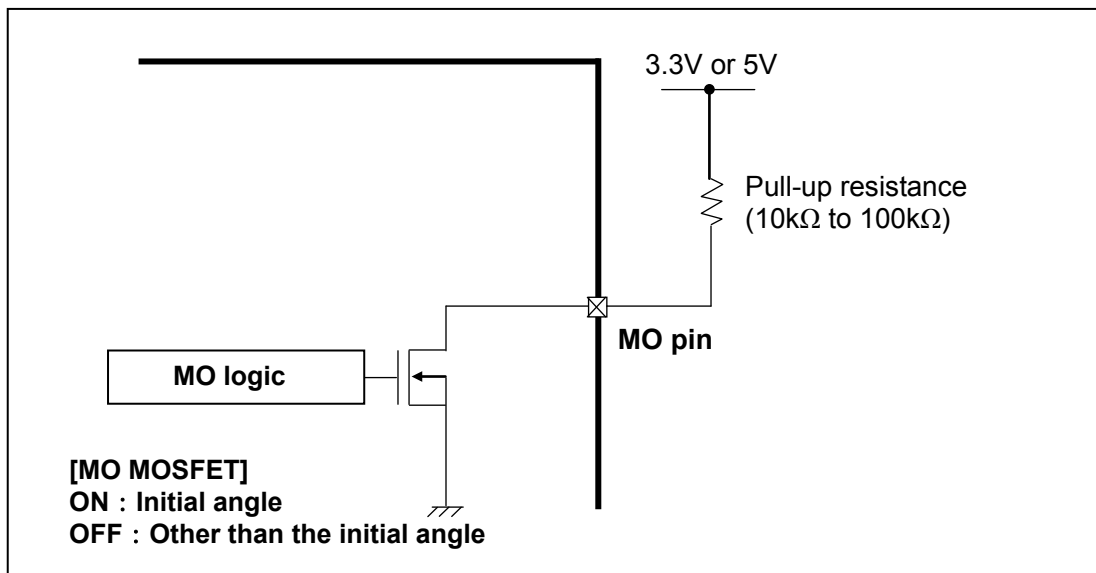 3.3V or 5V
Pull-up resistance
(10kΩ to 100kΩ)
MO pin
MO logic
[MO MOSFET]
ON : Initial angle
OFF : Other than the initial angle